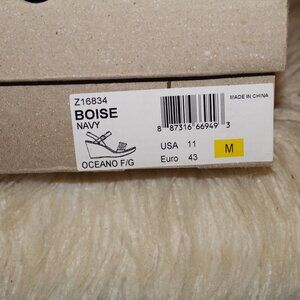 Z16834
BOISE
NAVY
OCEANO F/G
8 87316 66949 3
MADE IN CHINA
USA 11
Euro 43
M